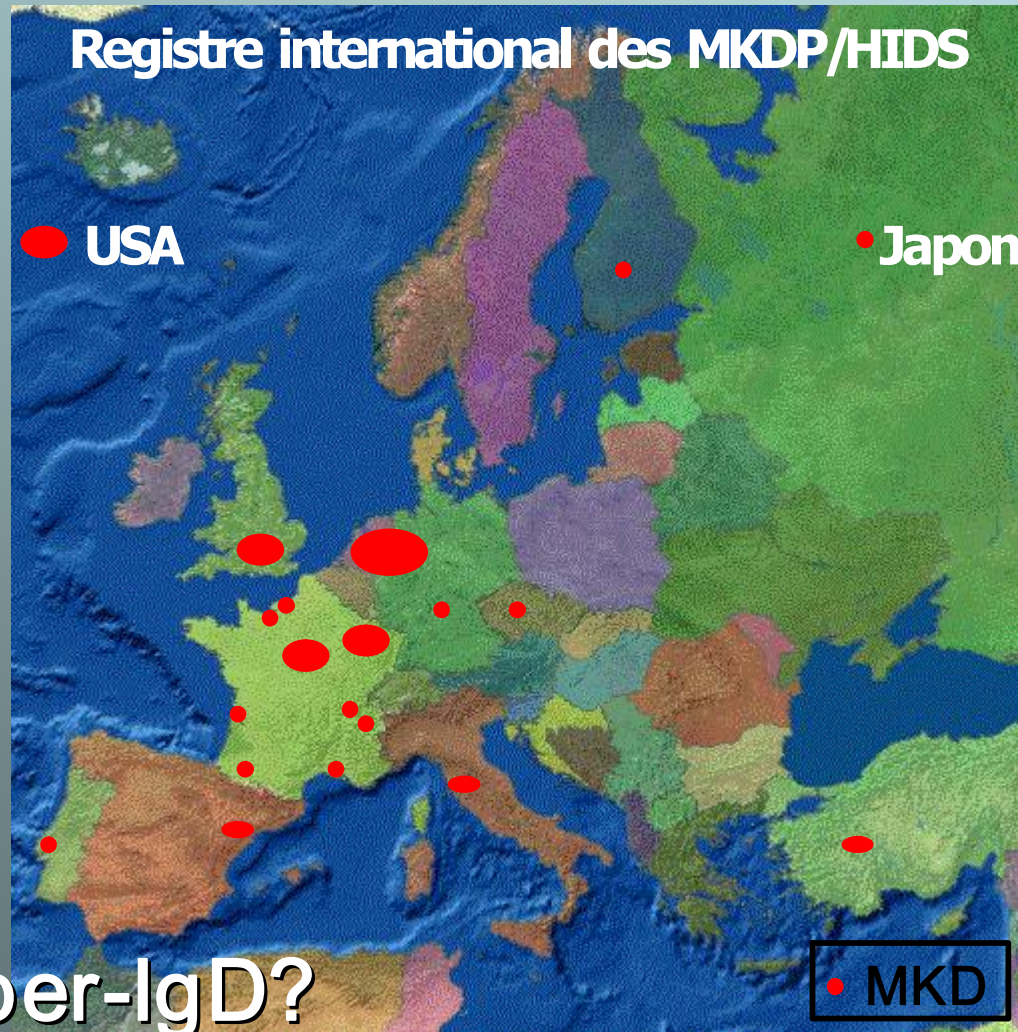 Registre international des MKDP/HIDS
USA
Japon
per-IgD?
MKD